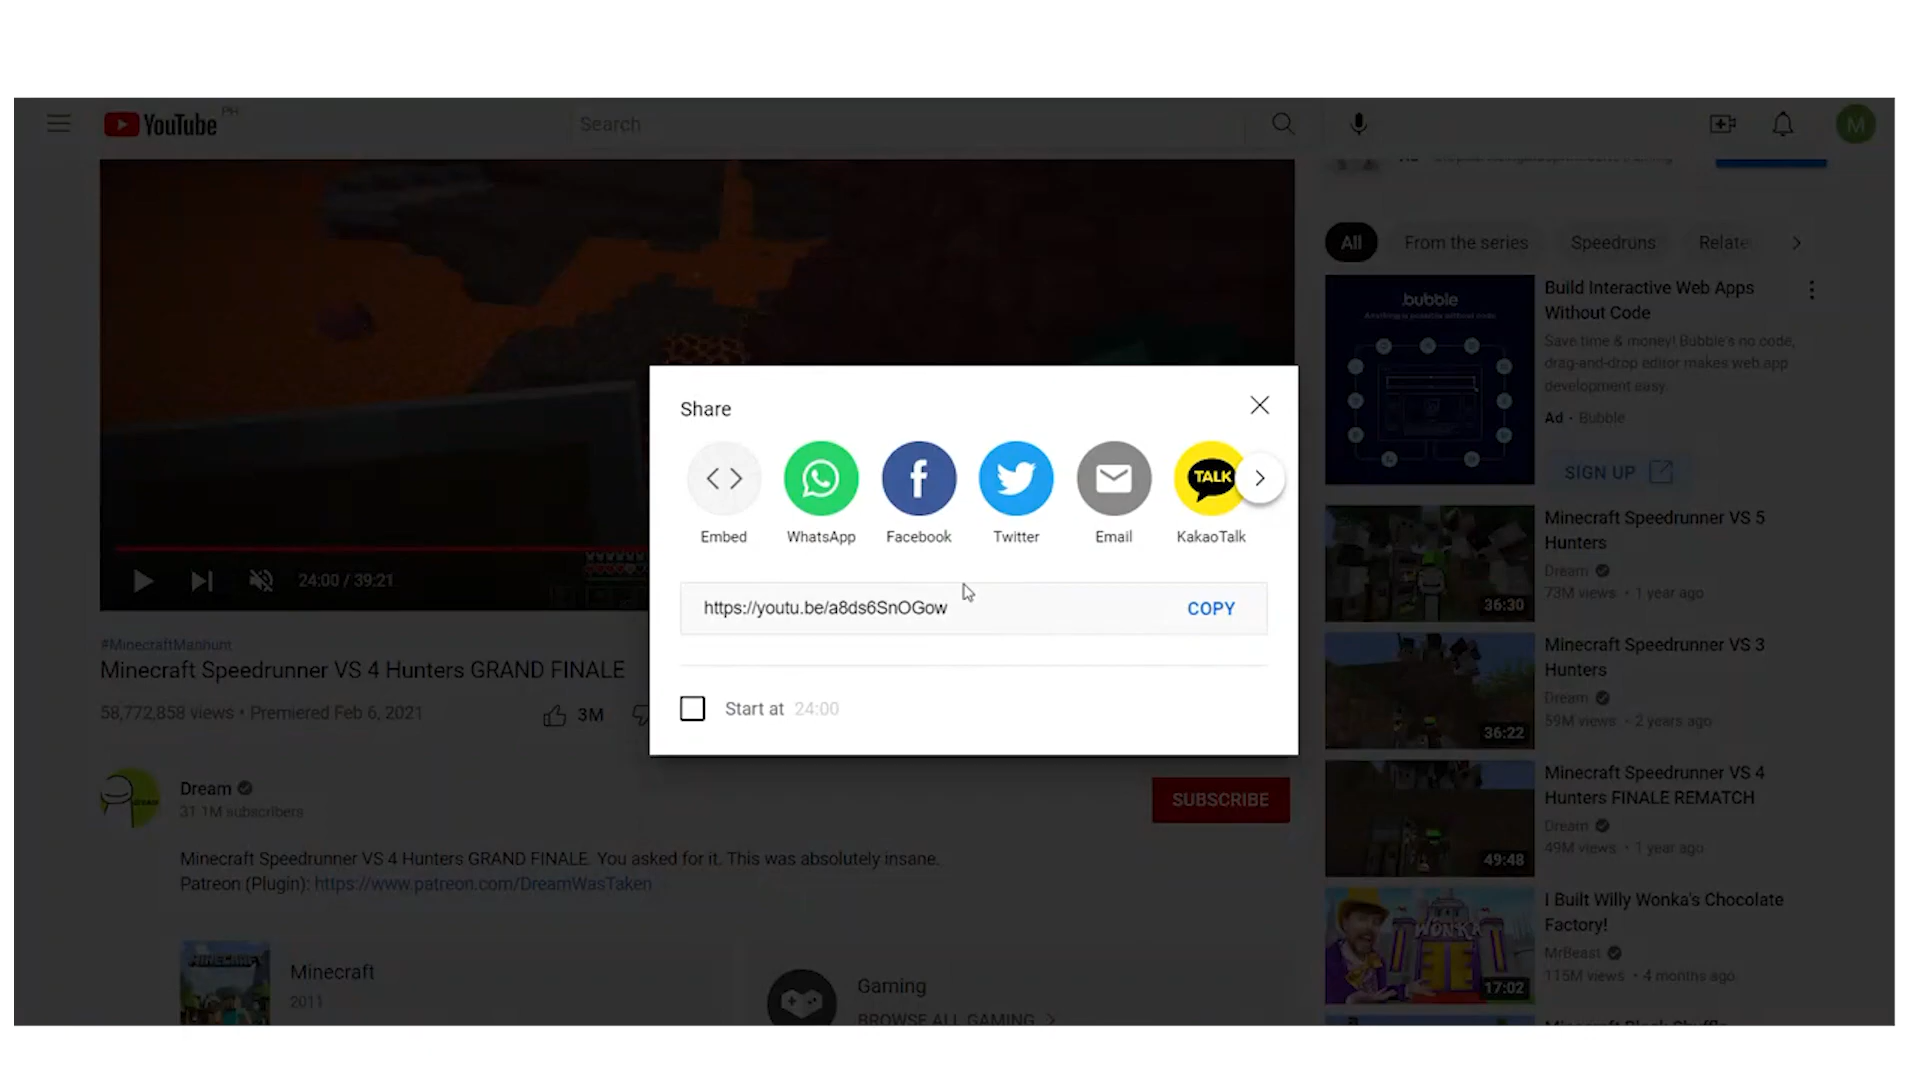 YouTube
PH
Search
M
All
From the series
Speedruns
Relate
.bubble
Build Interactive Web Apps
Without Code
Save time & money! Bubble's no code,
drag-and-drop editor makes web app
development easy.
Ad • Bubble
SIGN UP
Share
TALK
Embed
WhatsApp
Facebook
Twitter
Email
KakaoTalk
https://youtu.be/a8ds6SnOGow
COPY
Start at 24:00
24:00 / 39:21
#MinecraftManhunt
Minecraft Speedrunner VS 4 Hunters GRAND FINALE
58,772,858 views • Premiered Feb 6, 2021
3M
Dream
31.1M subscribers
SUBSCRIBE
Minecraft Speedrunner VS 4 Hunters GRAND FINALE. You asked for it. This was absolutely insane.
Patreon (Plugin): https://www.patreon.com/DreamWasTaken
MINECRAFT
Minecraft
2011
Gaming
BROWSE ALL GAMING
Minecraft Speedrunner VS 5
Hunters
Dream
73M views • 1 year ago
36:30
Minecraft Speedrunner VS 3
Hunters
Dream
59M views • 2 years ago
36:22
Minecraft Speedrunner VS 4
Hunters FINALE REMATCH
Dream
49M views • 1 year ago
49:48
I Built Willy Wonka's Chocolate
Factory!
MrBeast
115M views • 4 months ago
WONKA
17:02